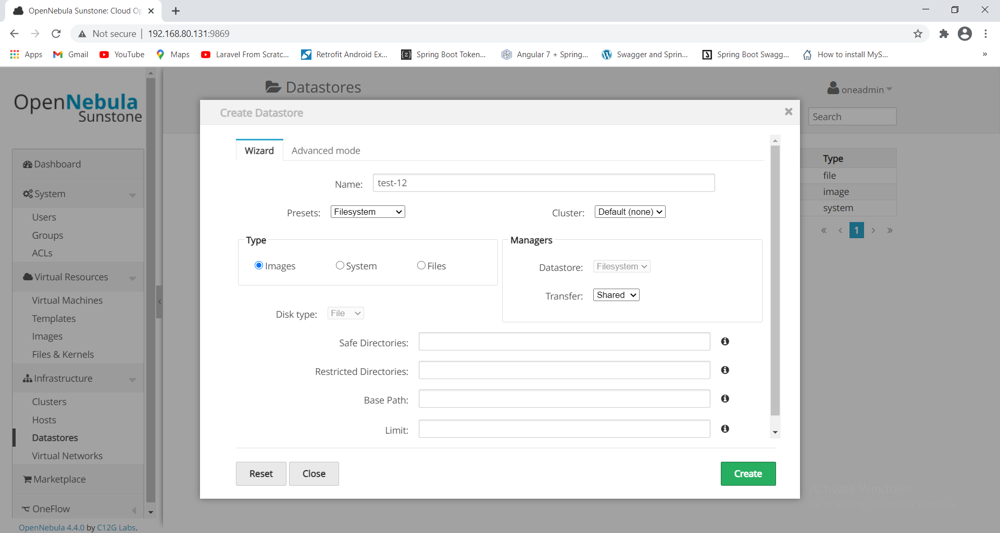 OpenNebula Sunstone: Cloud Op
Not secure
192.168.80.131:9869
Apps
Gmail
YouTube
Maps
Laravel From Scratc...
Retrofit Android Ex...
Spring Boot Token...
Angular 7 + Spring...
Swagger and Sprin...
Spring Boot Swagg...
How to install MyS...
OpenNebula
Sunstone
Dashboard
System
Users
Groups
ACLs
Virtual Resources
Virtual Machines
Templates
Images
Files & Kernels
Infrastructure
Clusters
Hosts
Datastores
Virtual Networks
Marketplace
OneFlow
OpenNebula 4.4.0 by C12G Labs.
Datastores
oneadmin
Search
Type
file
image
system
« ‹ 1 › »
Create Datastore
Wizard
Advanced mode
Name: test-12
Presets: Filesystem
Cluster: Default (none)
Type
Images
System
Files
Managers
Datastore: Filesystem
Transfer: Shared
Disk type: File
Safe Directories:
Restricted Directories:
Base Path:
Limit:
Reset
Close
Create
Activate Windows
Go to Settings to activate Windows.